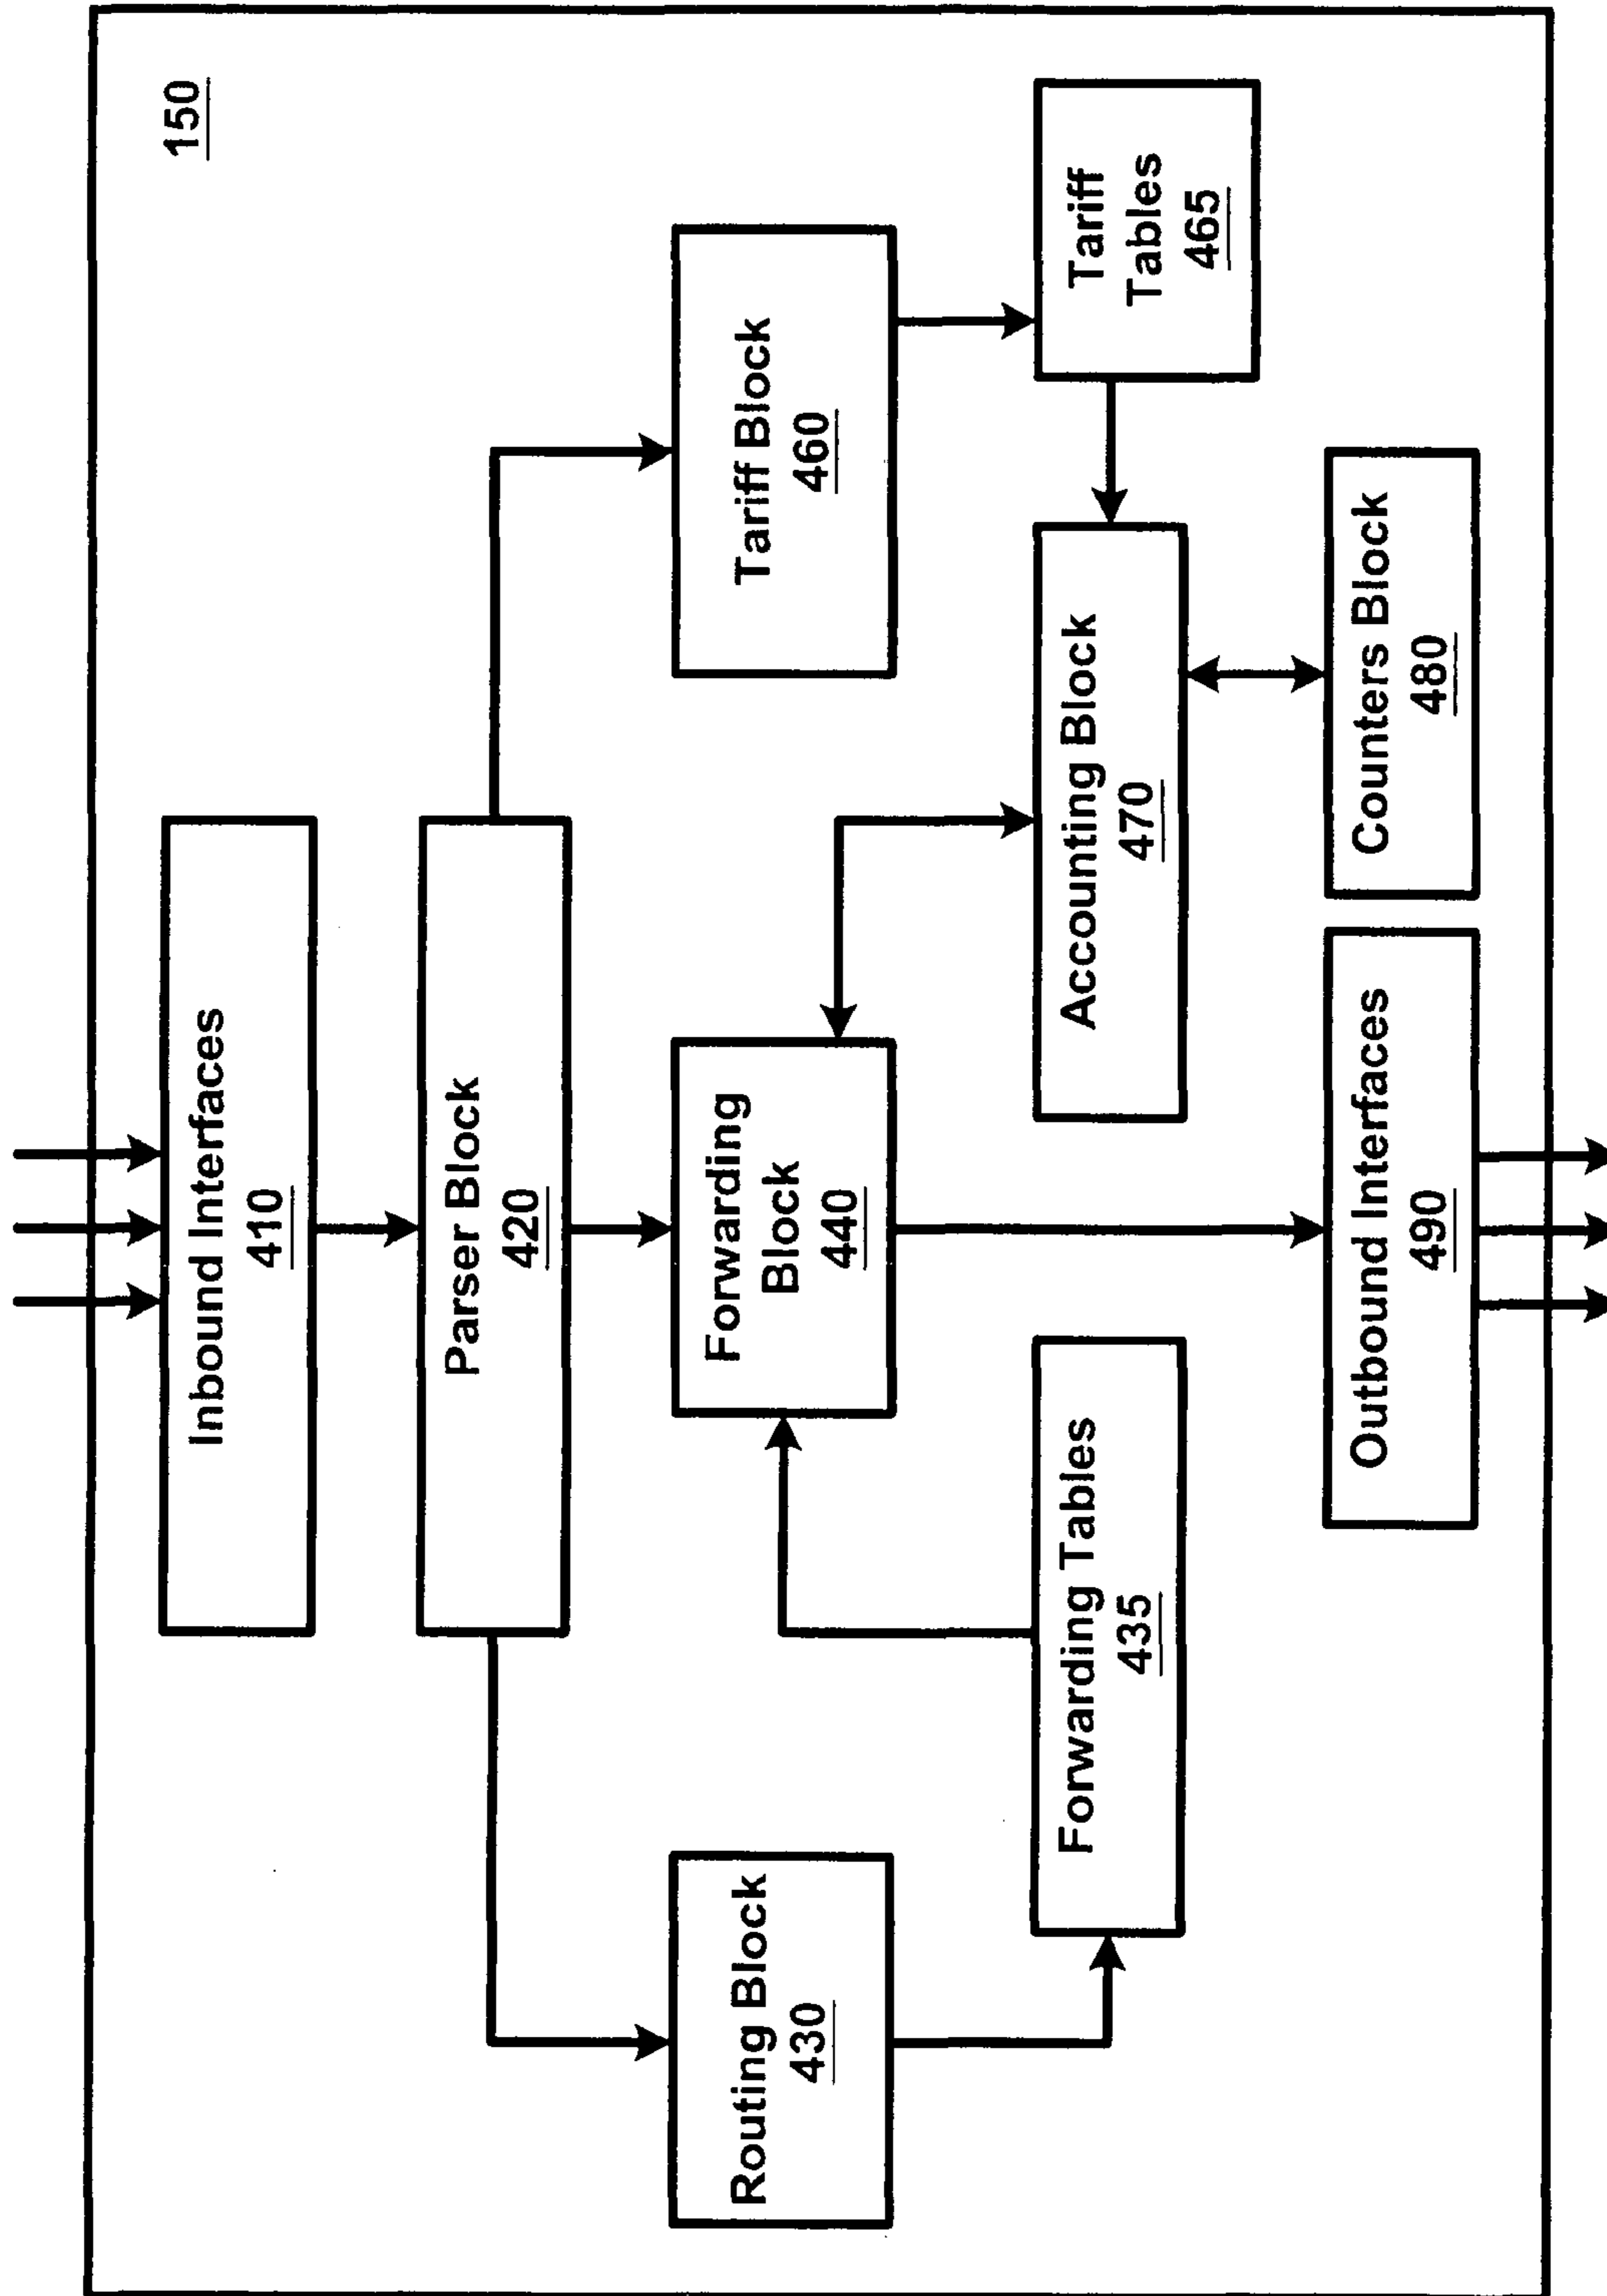 150
Inbound Interfaces
410
Parser Block
420
Routing Block
430
Forwarding
Block
440
Tariff Block
460
Forwarding Tables
435
Accounting Block
470
Tariff
Tables
465
Outbound Interfaces
490
Counters Block
480